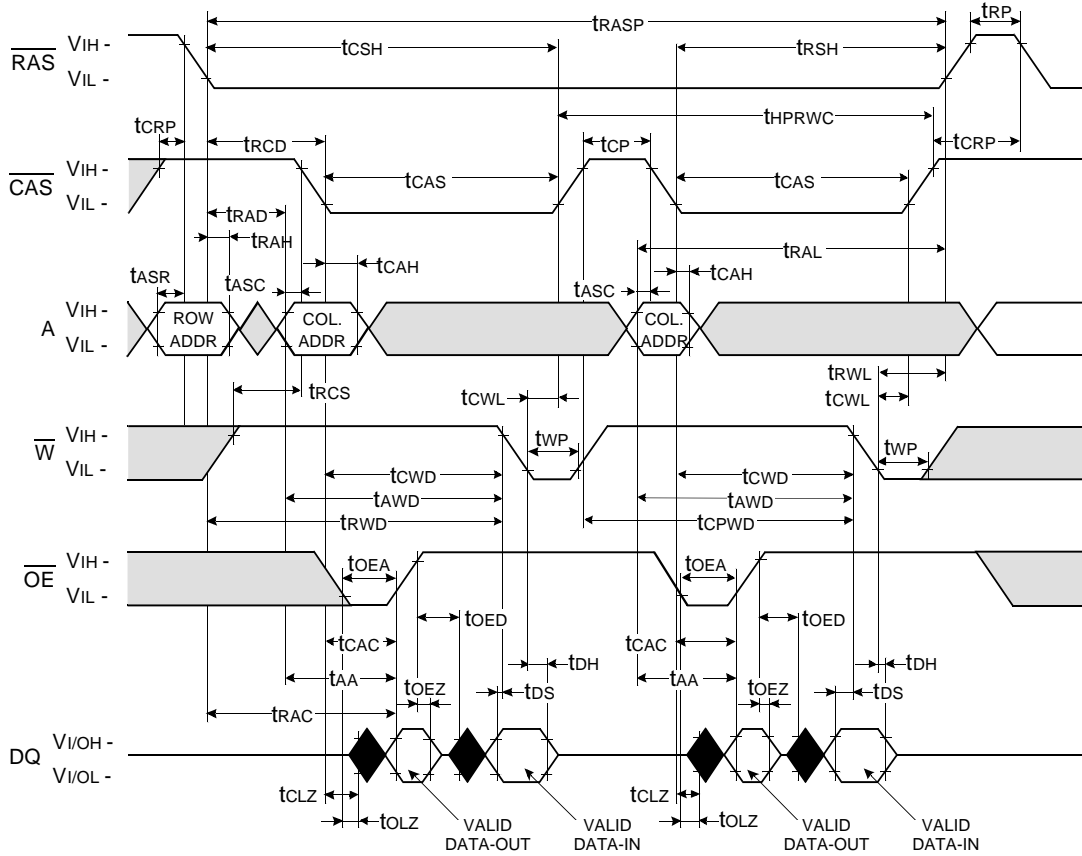 tRASP
tRP
VIH -
RAS
VIL -
tCSH
tRSH
tHPRWC
tCRP
tRCD
tCP
tCRP
VIH -
CAS
VIL -
tCAS
tCAS
tRAD
tRAH
tRAL
tASR
tASC
tCAH
tASC
tCAH
VIH -
A
VIL -
ROW
ADDR
COL.
ADDR
COL.
ADDR
tRWL
tRCS
tCWL
tCWL
VIH -
W
VIL -
tWP
tWP
tCWD
tCWD
tAWD
tAWD
tRWD
tCPWD
VIH -
OE
VIL -
tOEA
tOEA
tOED
tOED
tCAC
tCAC
tDH
tDH
tAA
tAA
tOEZ
tDS
tOEZ
tDS
tRAC
VI/OH -
DQ
VI/OL -
tCLZ
tCLZ
tOLZ
tOLZ
VALID
DATA-OUT
VALID
DATA-IN
VALID
DATA-OUT
VALID
DATA-IN